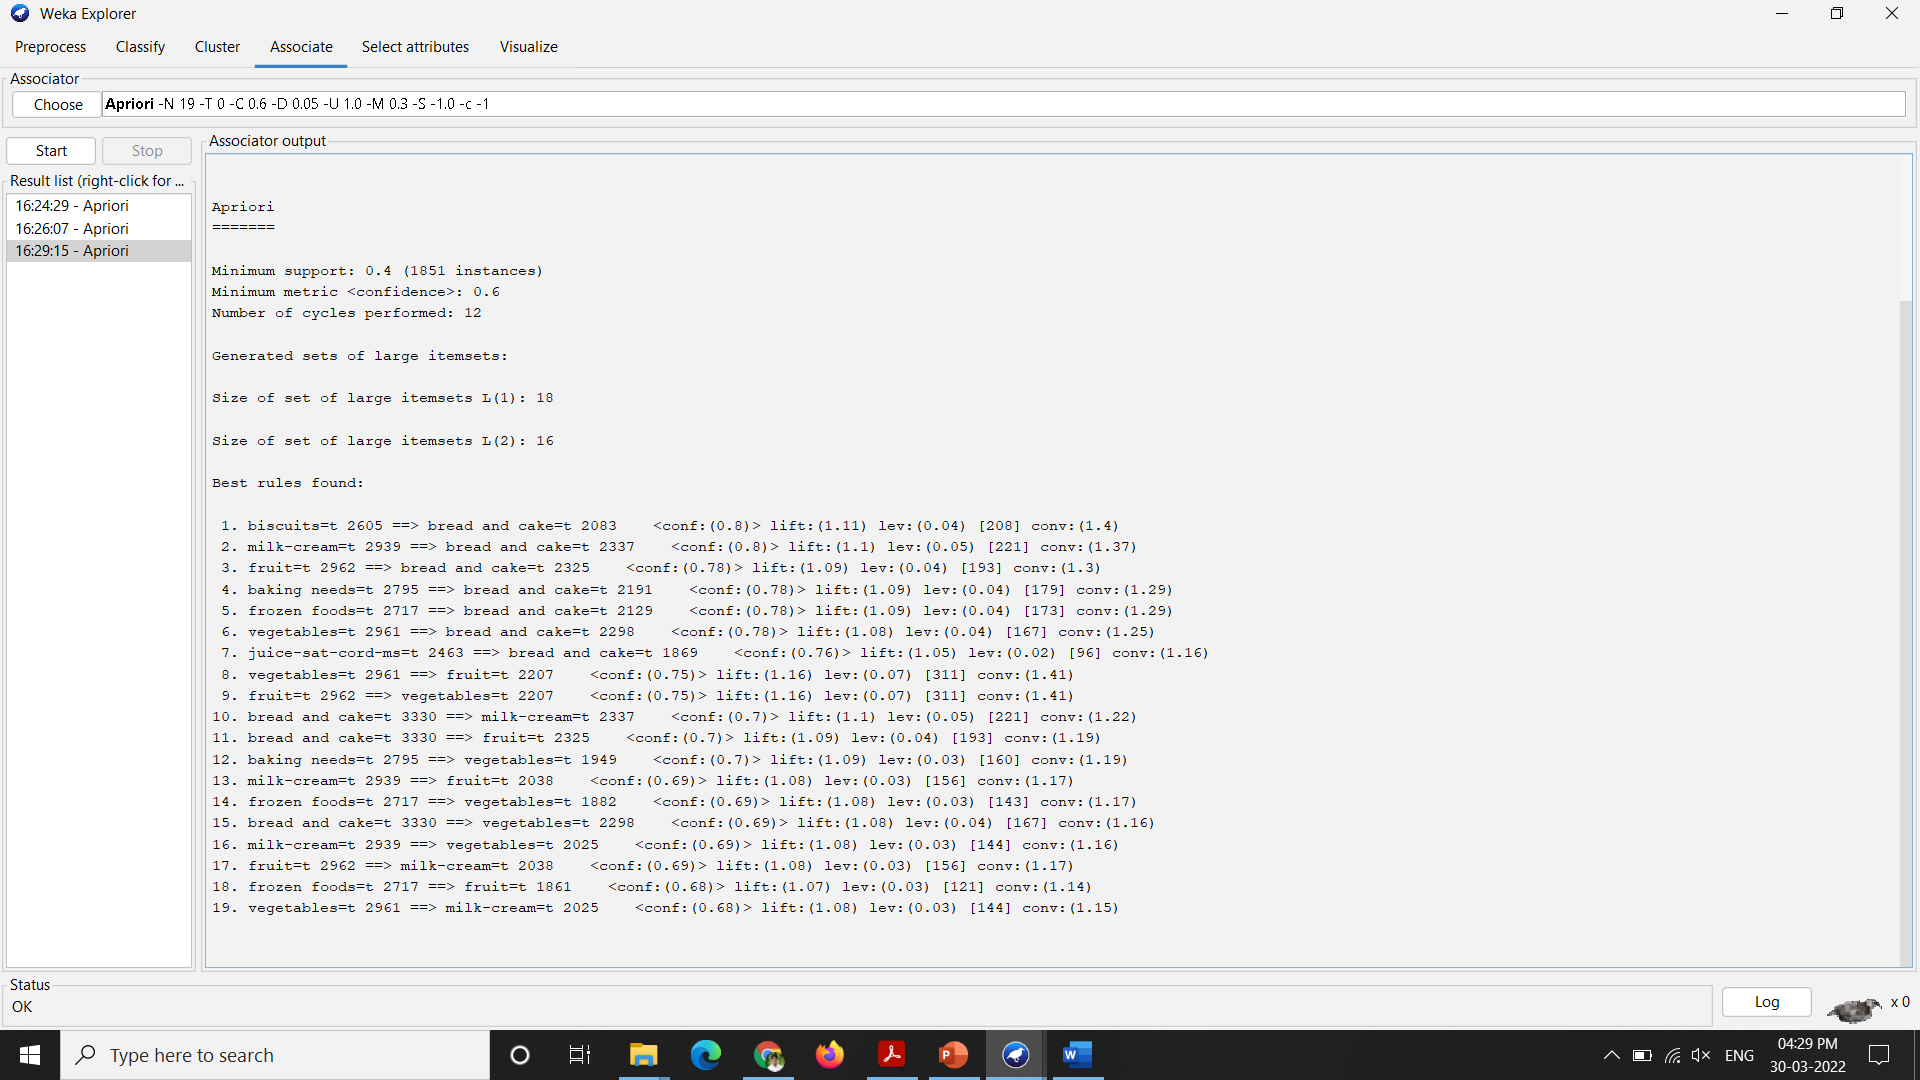 Weka Explorer
Preprocess Classify Cluster Associate Select attributes Visualize
Associator
Choose Apriori -N 19 -T 0 -C 0.6 -D 0.05 -U 1.0 -M 0.3 -S -1.0 -c -1
Start Stop
Result list (right-click for ...
16:24:29 - Apriori
16:26:07 - Apriori
16:29:15 - Apriori
Associator output
Apriori
=======
Minimum support: 0.4 (1851 instances)
Minimum metric <confidence>: 0.6
Number of cycles performed: 12
Generated sets of large itemsets:
Size of set of large itemsets L(1): 18
Size of set of large itemsets L(2): 16
Best rules found:
1. biscuits=t 2605 ==> bread and cake=t 2083 <conf:(0.8)> lift:(1.11) lev:(0.04) [208] conv:(1.4)
2. milk-cream=t 2939 ==> bread and cake=t 2337 <conf:(0.8)> lift:(1.1) lev:(0.05) [221] conv:(1.37)
3. fruit=t 2962 ==> bread and cake=t 2325 <conf:(0.78)> lift:(1.09) lev:(0.04) [193] conv:(1.3)
4. baking needs=t 2795 ==> bread and cake=t 2191 <conf:(0.78)> lift:(1.09) lev:(0.04) [179] conv:(1.29)
5. frozen foods=t 2717 ==> bread and cake=t 2129 <conf:(0.78)> lift:(1.09) lev:(0.04) [173] conv:(1.29)
6. vegetables=t 2961 ==> bread and cake=t 2298 <conf:(0.78)> lift:(1.08) lev:(0.04) [167] conv:(1.25)
7. juice-sat-cord-ms=t 2463 ==> bread and cake=t 1869 <conf:(0.76)> lift:(1.05) lev:(0.02) [96] conv:(1.16)
8. vegetables=t 2961 ==> fruit=t 2207 <conf:(0.75)> lift:(1.16) lev:(0.07) [311] conv:(1.41)
9. fruit=t 2962 ==> vegetables=t 2207 <conf:(0.75)> lift:(1.16) lev:(0.07) [311] conv:(1.41)
10. bread and cake=t 3330 ==> milk-cream=t 2337 <conf:(0.7)> lift:(1.1) lev:(0.05) [221] conv:(1.22)
11. bread and cake=t 3330 ==> fruit=t 2325 <conf:(0.7)> lift:(1.09) lev:(0.04) [193] conv:(1.19)
12. baking needs=t 2795 ==> vegetables=t 1949 <conf:(0.7)> lift:(1.09) lev:(0.03) [160] conv:(1.19)
13. milk-cream=t 2939 ==> fruit=t 2038 <conf:(0.69)> lift:(1.08) lev:(0.03) [156] conv:(1.17)
14. frozen foods=t 2717 ==> vegetables=t 1882 <conf:(0.69)> lift:(1.08) lev:(0.03) [143] conv:(1.17)
15. bread and cake=t 3330 ==> vegetables=t 2298 <conf:(0.69)> lift:(1.08) lev:(0.04) [167] conv:(1.16)
16. milk-cream=t 2939 ==> vegetables=t 2025 <conf:(0.69)> lift:(1.08) lev:(0.03) [144] conv:(1.16)
17. fruit=t 2962 ==> milk-cream=t 2038 <conf:(0.69)> lift:(1.08) lev:(0.03) [156] conv:(1.17)
18. frozen foods=t 2717 ==> fruit=t 1861 <conf:(0.68)> lift:(1.07) lev:(0.03) [121] conv:(1.14)
19. vegetables=t 2961 ==> milk-cream=t 2025 <conf:(0.68)> lift:(1.08) lev:(0.03) [144] conv:(1.15)
Status
OK
Log
x 0
Type here to search
P
W
ENG
04:29 PM
30-03-2022